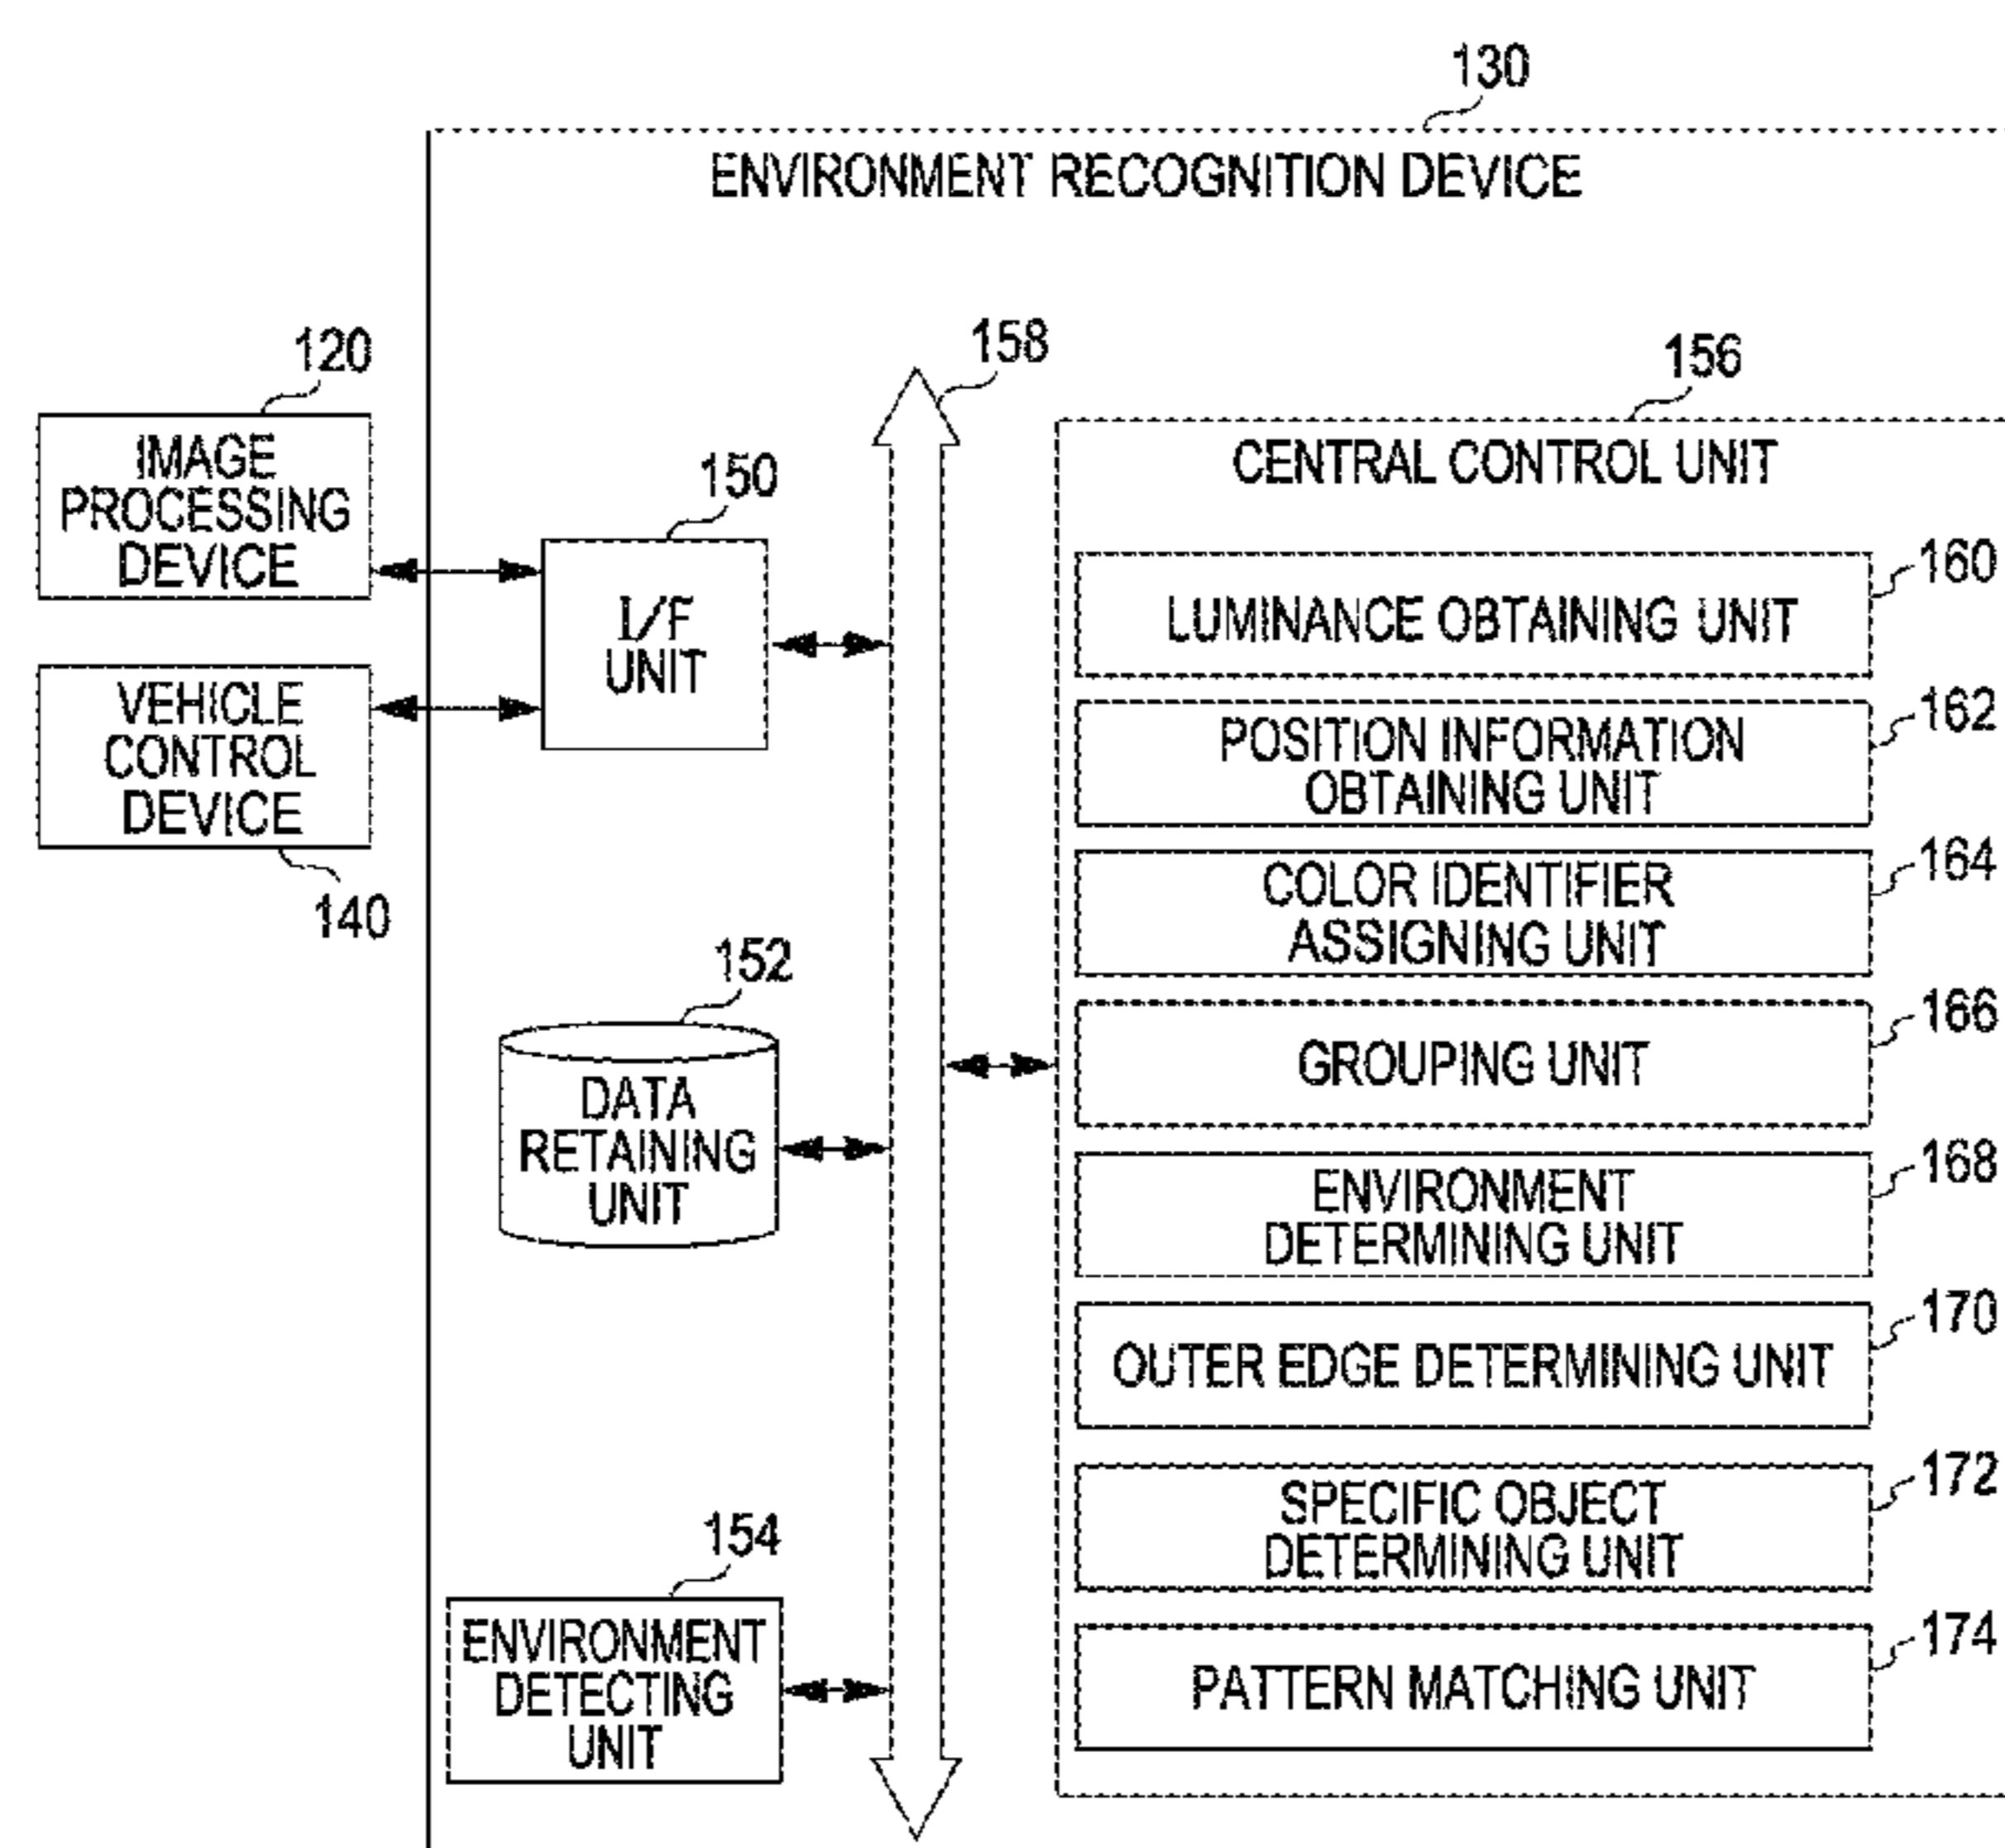 130
ENVIRONMENT RECOGNITION DEVICE
120
IMAGE
PROCESSING
DEVICE
VEHICLE
CONTROL
DEVICE
140
150
I/F
UNIT
158
152
DATA
RETAINING
UNIT
154
ENVIRONMENT
DETECTING
UNIT
156
CENTRAL CONTROL UNIT
160
LUMINANCE OBTAINING UNIT
162
POSITION INFORMATION
OBTAINING UNIT
164
COLOR IDENTIFIER
ASSIGNING UNIT
166
GROUPING UNIT
168
ENVIRONMENT
DETERMINING UNIT
170
OUTER EDGE DETERMINING UNIT
172
SPECIFIC OBJECT
DETERMINING UNIT
174
PATTERN MATCHING UNIT